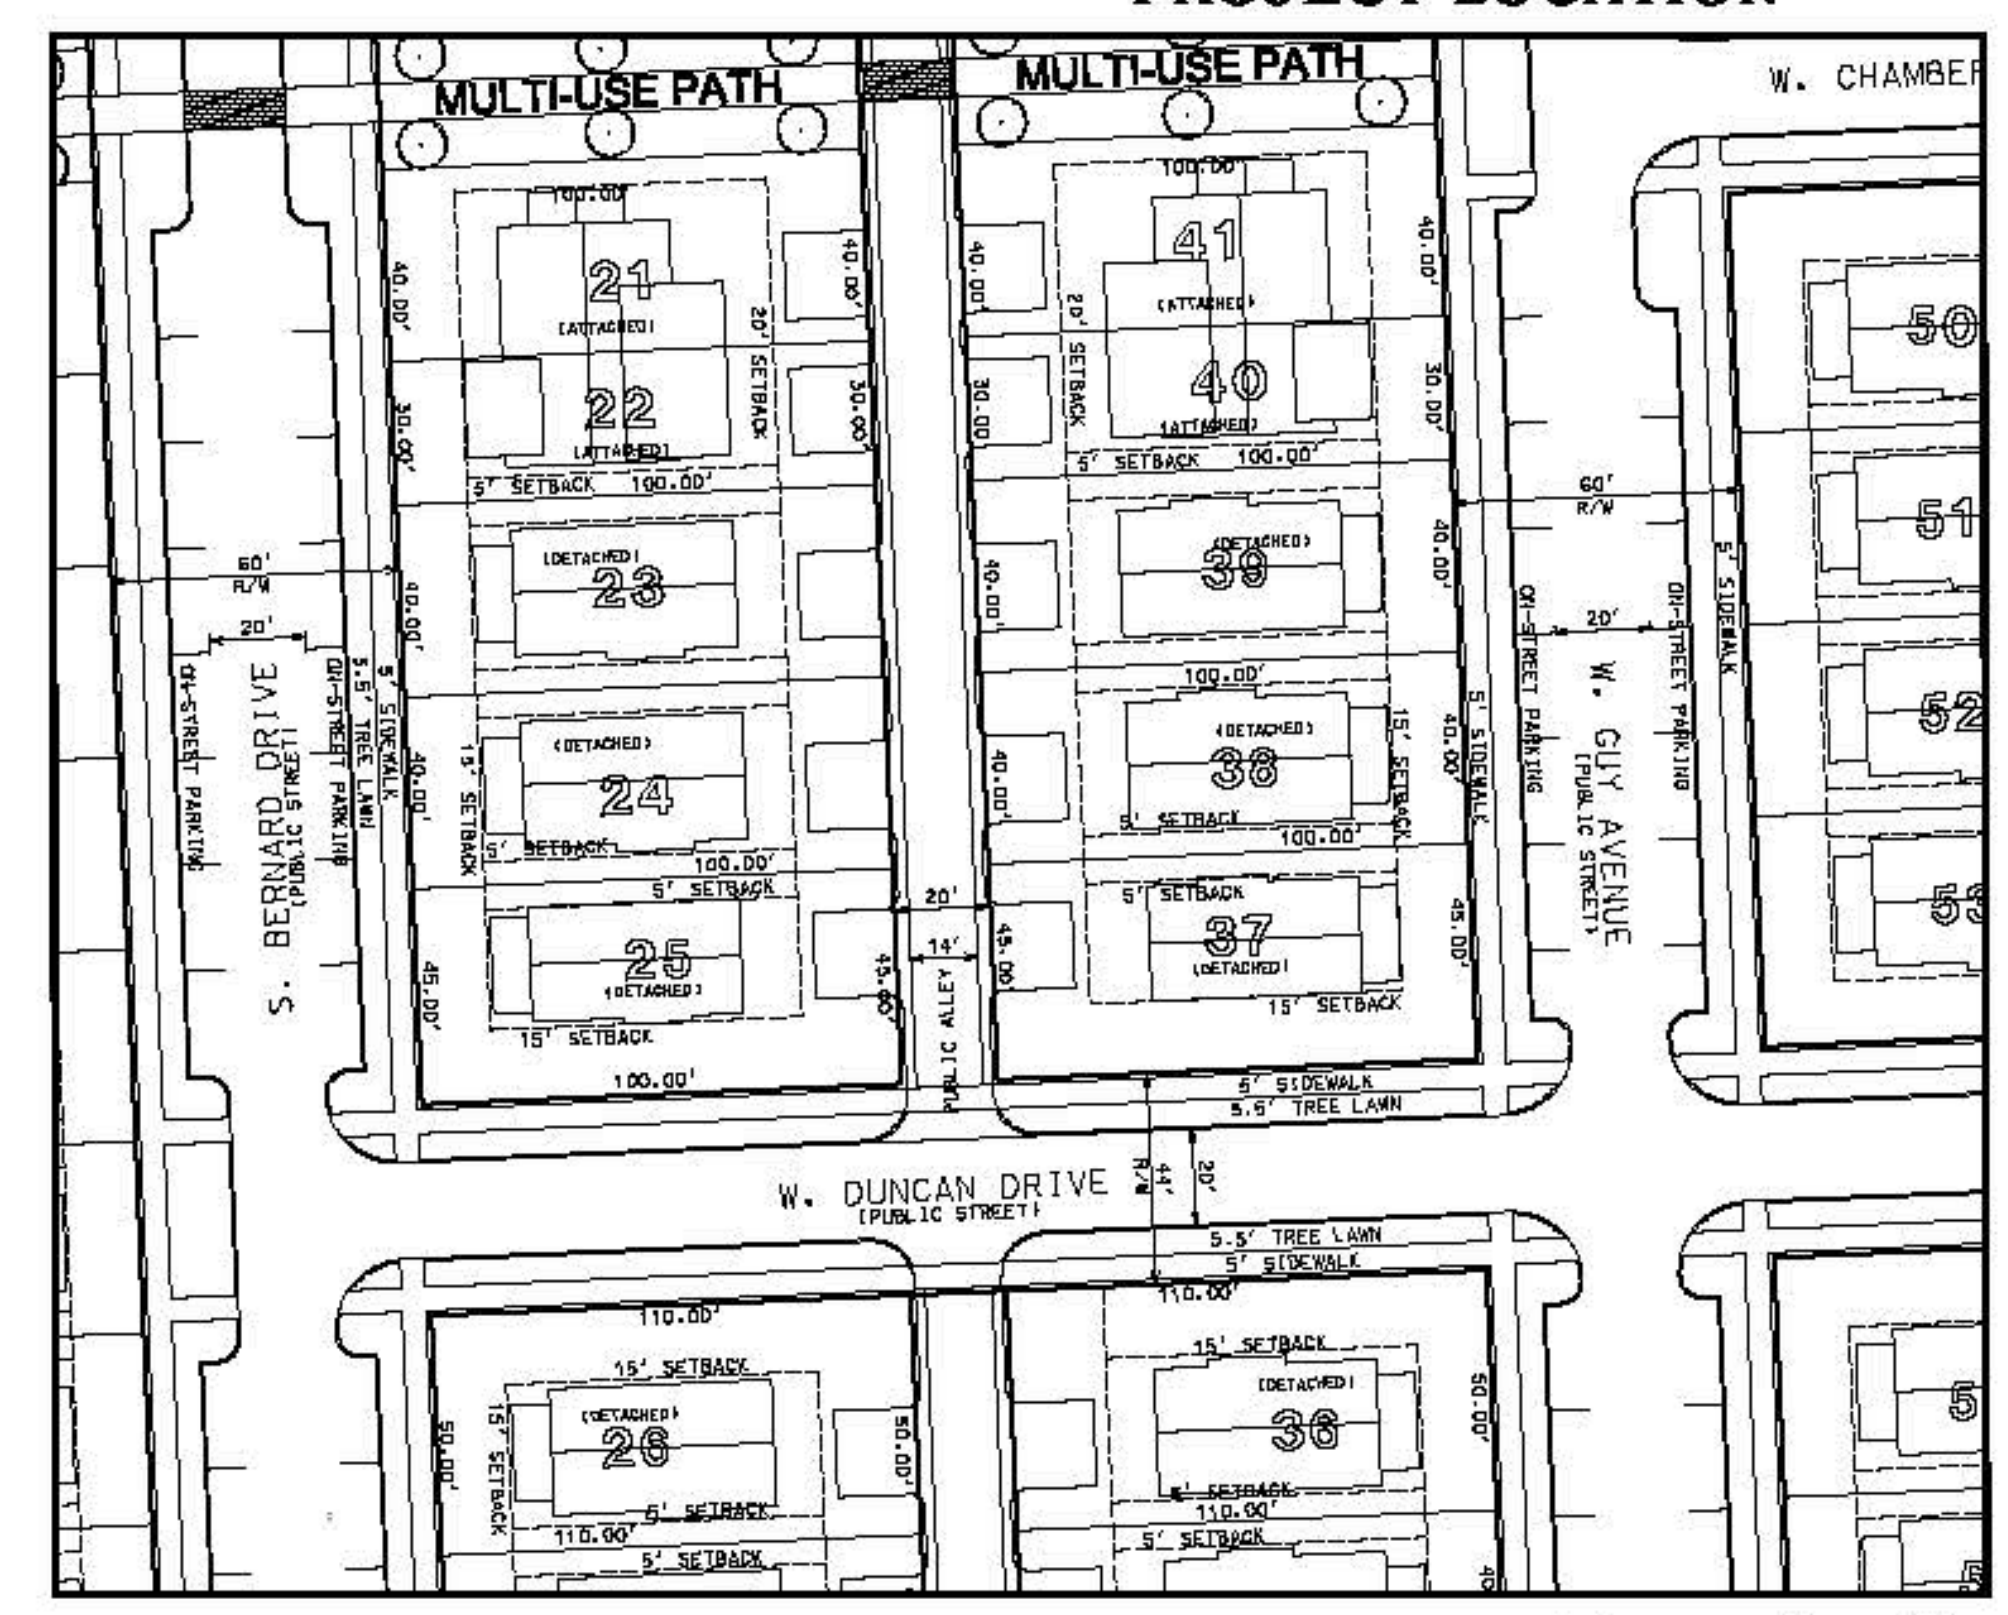 PROJECT LOCATION
MULTI-USE PATH
MULTI-USE PATH
W. CHAMBER
100.00'
100.00'
40.00'
21
(ATTACHED)
40.00'
40.00'
41
(ATTACHED)
40.00'
20' SETBACK
20' SETBACK
50
30.00'
22
(ATTACHED)
30.00'
30.00
40
(ATTACHED)
30.00'
5' SETBACK 100.00'
5' SETBACK 100.00'
60'
R/W
51
60'
R/W
40.00'
(DETACHED)
23
40.00'
(DETACHED)
39
40.00'
5' SIDEWALK
20'
20'
ON-STREET PARKING
S. BERNARD DRIVE
(PUBLIC STREET)
ON-STREET PARKING
5.5' TREE LAWN
5' SIDEWALK
100.00'
ON-STREET PARKING
W. GUY AVENUE
(PUBLIC STREET)
ON-STREET PARKING
5' SIDEWALK
52
40.00'
15' SETBACK
(DETACHED)
24
5' SETBACK
100.00'
40.00'
(DETACHED)
38
5' SETBACK
100.00'
15' SETBACK
40.00'
5' SETBACK
5' SETBACK
20'
14'
PUBLIC ALLEY
53
45.00'
25
(DETACHED)
45.00'
45.00'
37
(DETACHED)
45.00'
15' SETBACK
15' SETBACK
100.00'
5' SIDEWALK
5.5' TREE LAWN
W. DUNCAN DRIVE
(PUBLIC STREET)
44'
R/W
20'
5.5' TREE LAWN
5' SIDEWALK
110.00'
110.00'
15' SETBACK
15' SETBACK
50.00'
15' SETBACK
(DETACHED)
26
50.00'
(DETACHED)
36
50.00'
5
5' SETBACK
110.00'
5' SETBACK
5' SETBACK
110.00'
5' SETBACK
40
5